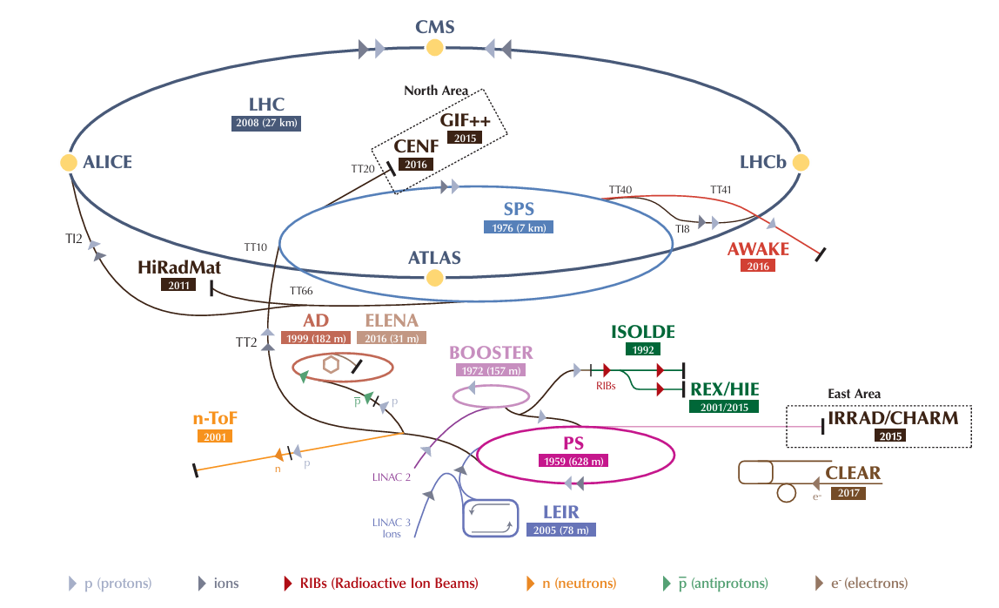 CMS
North Area
LHC
2008 (27 km)
GIF++
2015
CENF
2016
ALICE
LHCb
TT20
TT40
TT41
SPS
1976 (7 km)
TI2
TI8
TT10
AWAKE
2016
ATLAS
HiRadMat
2011
TT66
AD
1999 (182 m)
ELENA
2016 (31 m)
TT2
ISOLDE
1992
BOOSTER
1972 (157 m)
RIBs
REX/HIE
2001/2015
p̅
p
East Area
IRRAD/CHARM
2015
n-ToF
2001
PS
1959 (628 m)
n
p
LINAC 2
CLEAR
2017
e-
LINAC 3
Ions
LEIR
2005 (78 m)
p (protons)
ions
RIBs (Radioactive Ion Beams)
n (neutrons)
p̅ (antiprotons)
e- (electrons)